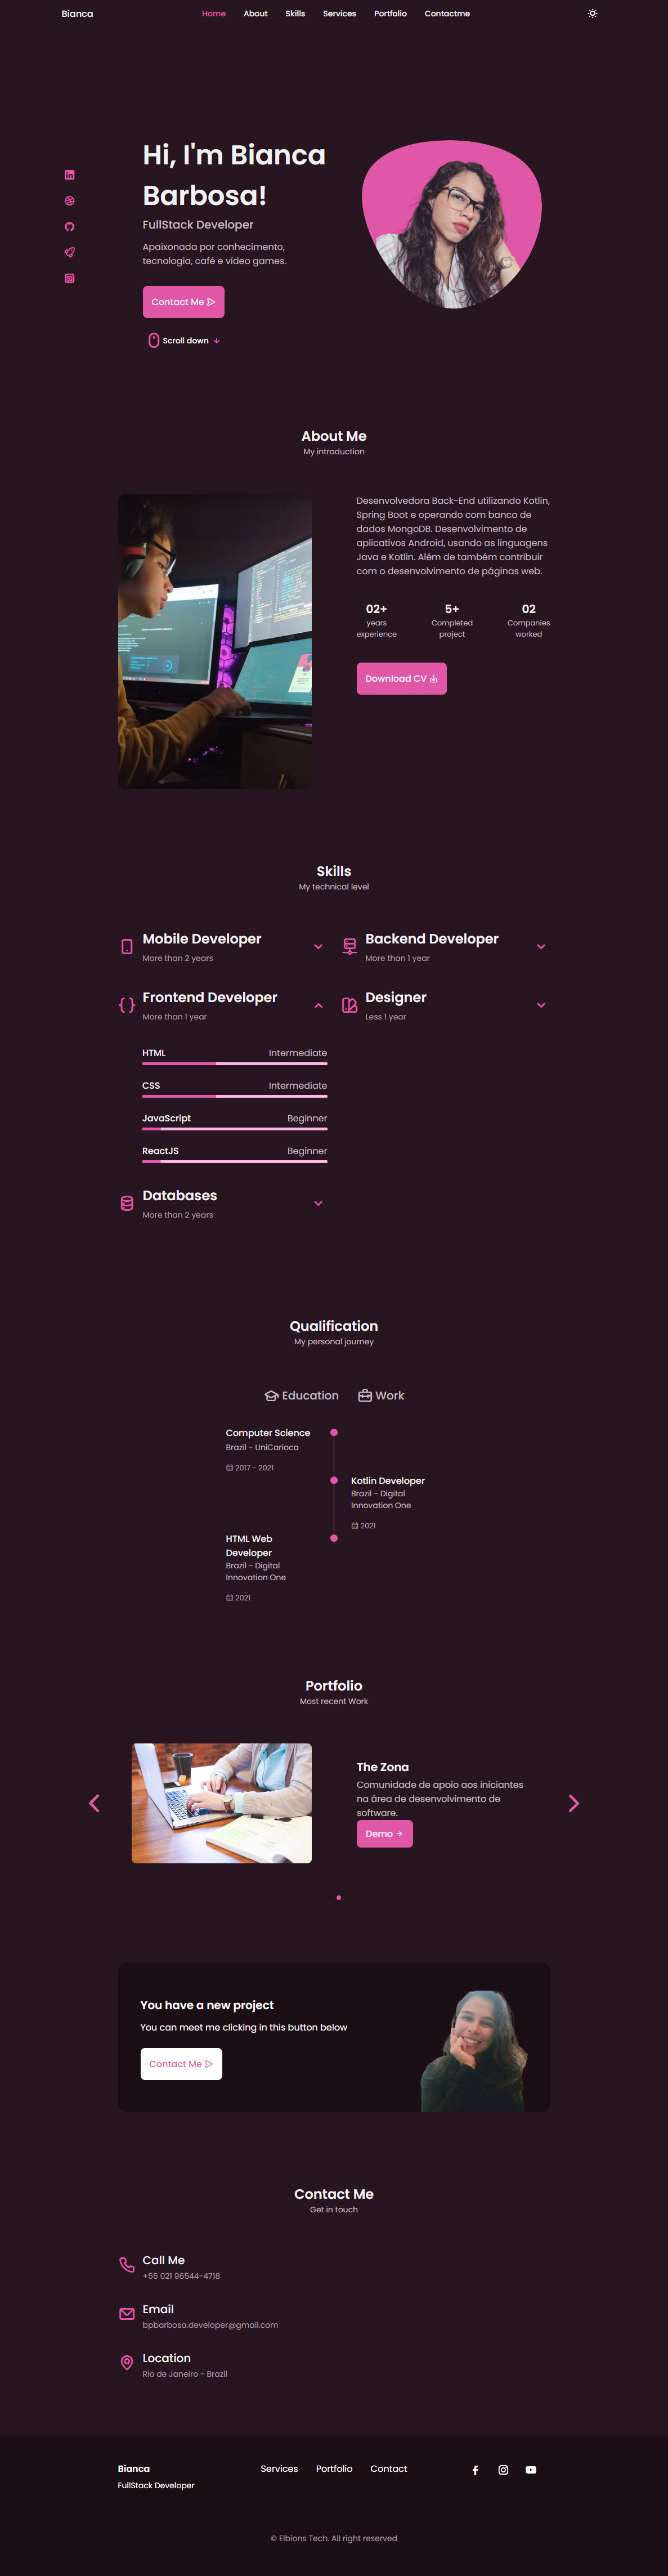 Bianca
Home
About
Skills
Services
Portfolio
Contactme
Hi, I'm Bianca
Barbosa!
FullStack Developer
Apaixonada por conhecimento,
tecnologia, café e vídeo games.
Contact Me
Scroll down
About Me
My introduction
Desenvolvedora Back-End utilizando Kotlin,
Spring Boot e operando com banco de
dados MongoDB. Desenvolvimento de
aplicativos Android, usando as linguagens
Java e Kotlin. Além de também contribuir
com o desenvolvimento de páginas web.
02+
years
experience
5+
Completed
project
02
Companies
worked
Download CV
Skills
My technical level
Mobile Developer
More than 2 years
Backend Developer
More than 1 year
Frontend Developer
More than 1 year
Designer
Less 1 year
HTML Intermediate
CSS Intermediate
JavaScript Beginner
ReactJS Beginner
Databases
More than 2 years
Qualification
My personal journey
Education
Work
Computer Science
Brazil - UniCarioca
2017 - 2021
Kotlin Developer
Brazil - Digital
Innovation One
2021
HTML Web
Developer
Brazil - Digital
Innovation One
2021
Portfolio
Most recent Work
The Zona
Comunidade de apoio aos iniciantes
na área de desenvolvimento de
software.
Demo
You have a new project
You can meet me clicking in this button below
Contact Me
Contact Me
Get in touch
Call Me
+55 021 96544-4718
Email
bpbarbosa.developer@gmail.com
Location
Rio de Janeiro - Brazil
Bianca
FullStack Developer
Services
Portfolio
Contact
© Elbions Tech. All right reserved